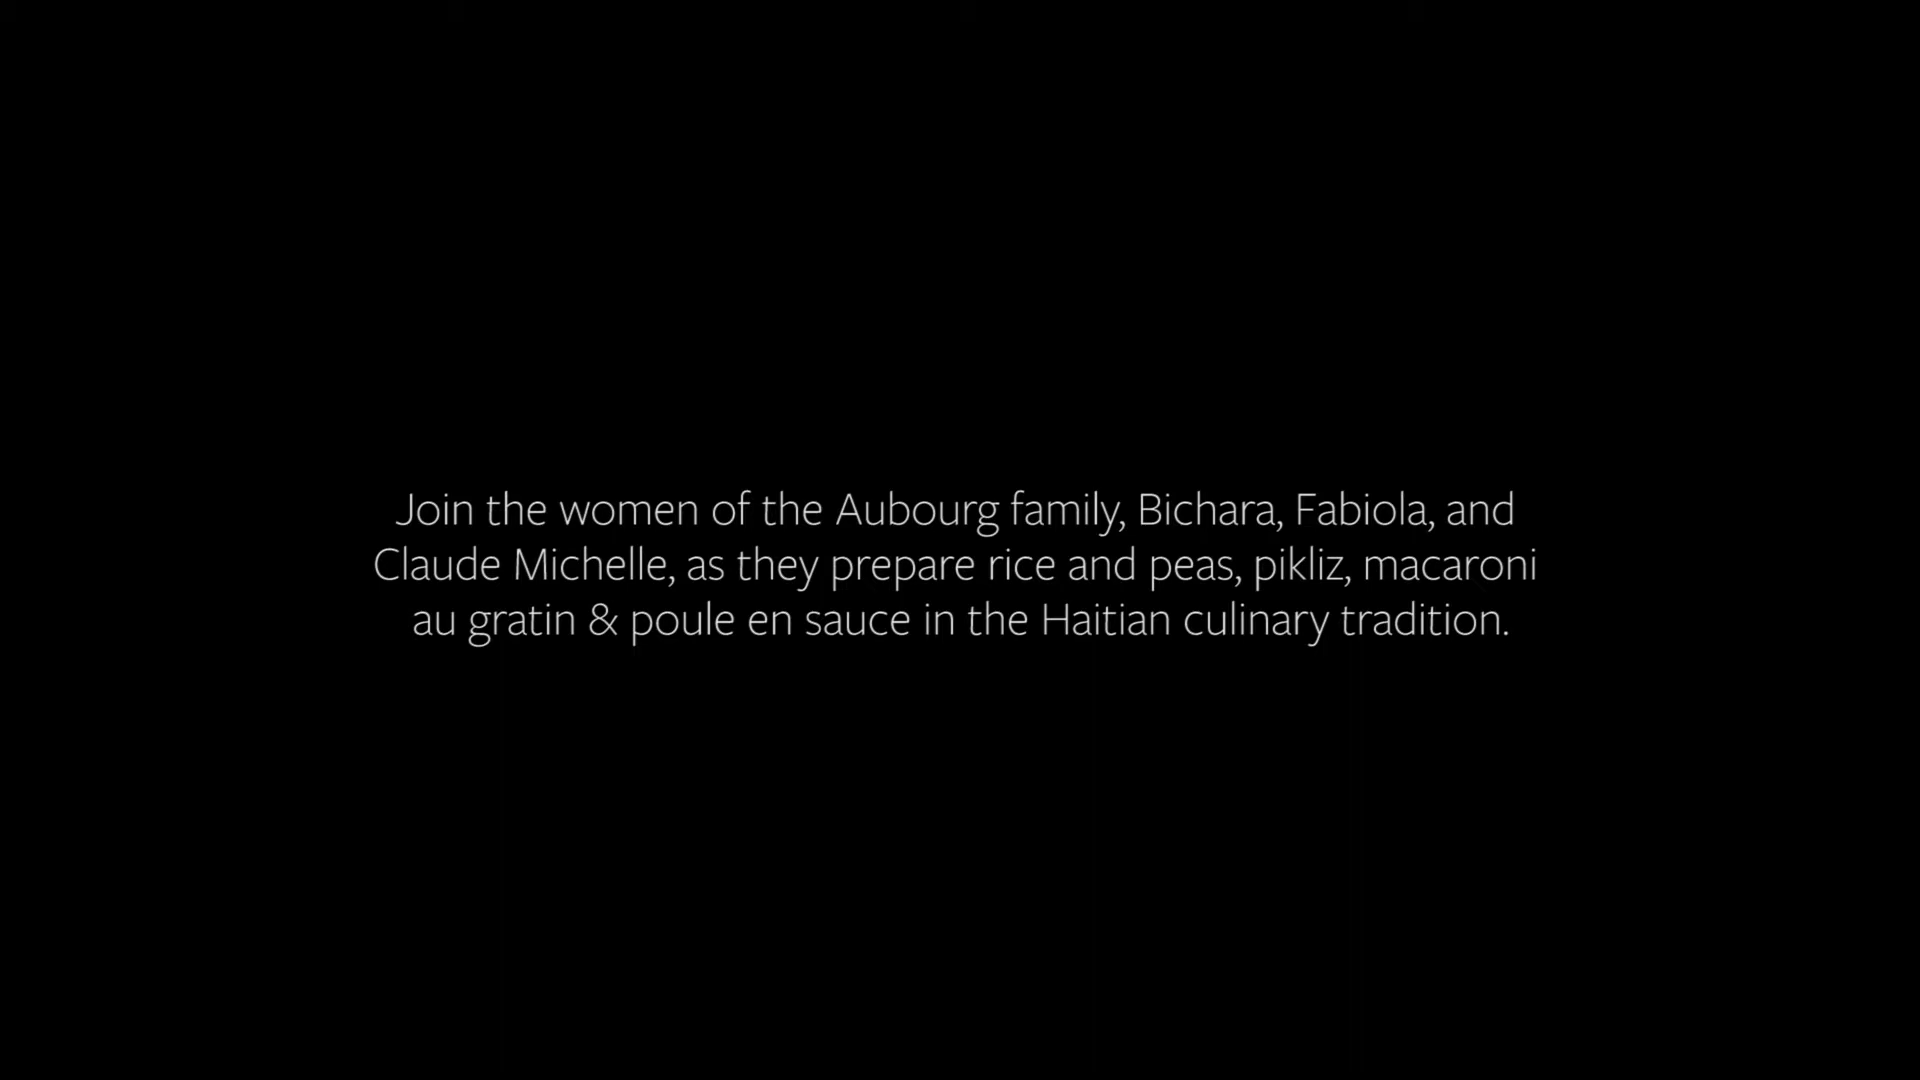 Join the women of the Aubourg family, Bichara, Fabiola, and
Claude Michelle, as they prepare rice and peas, pikliz, macaroni
au gratin & poule en sauce in the Haitian culinary tradition.